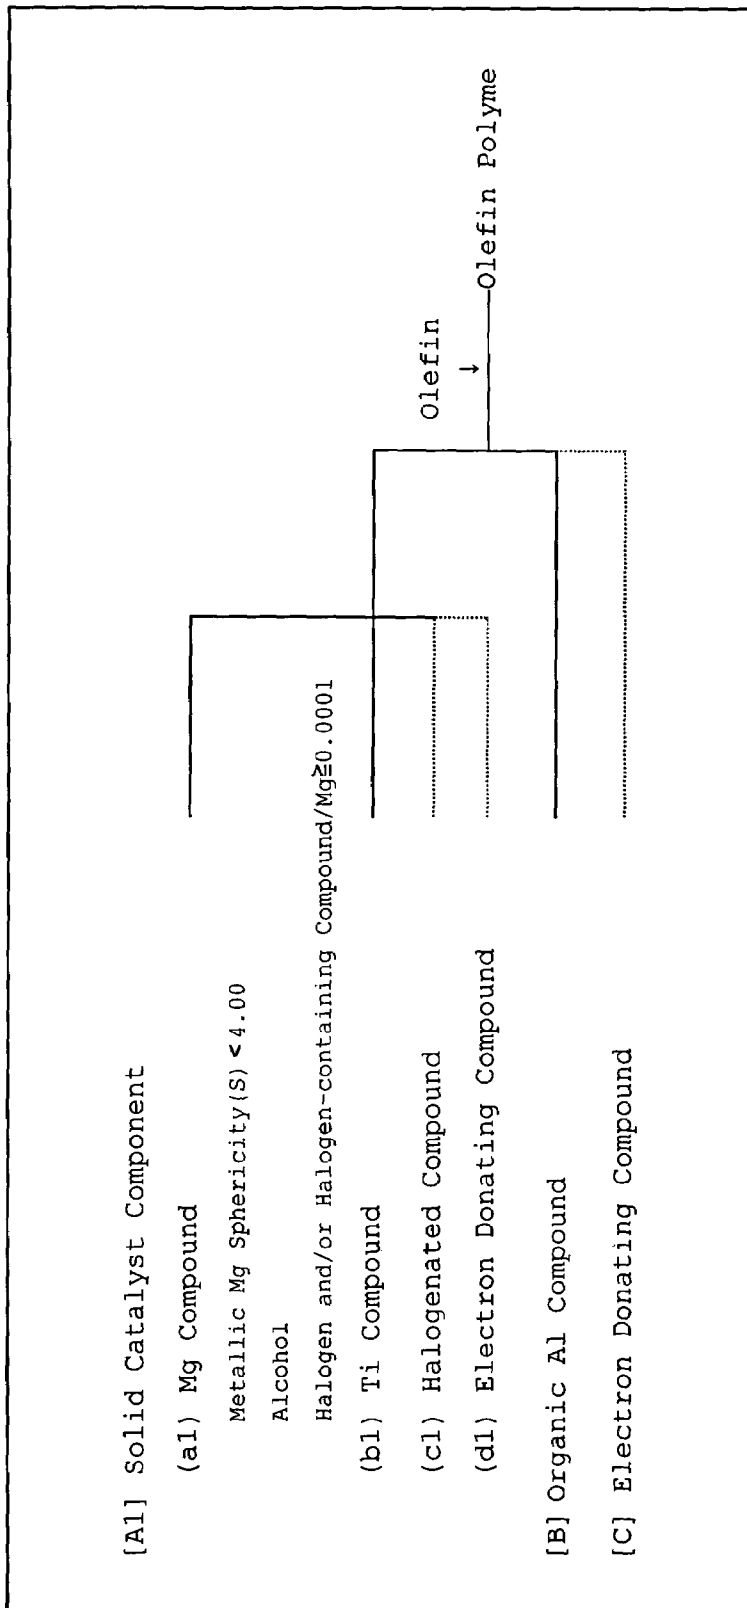 [A1] Solid Catalyst Component
(a1) Mg Compound
Metallic Mg Sphericity(S) < 4.00
Alcohol
Halogen and/or Halogen-containing Compound/Mg≧0.0001
(b1) Ti Compound
(c1) Halogenated Compound
(d1) Electron Donating Compound
[B] Organic Al Compound
[C] Electron Donating Compound
Olefin
↓
Olefin Polyme